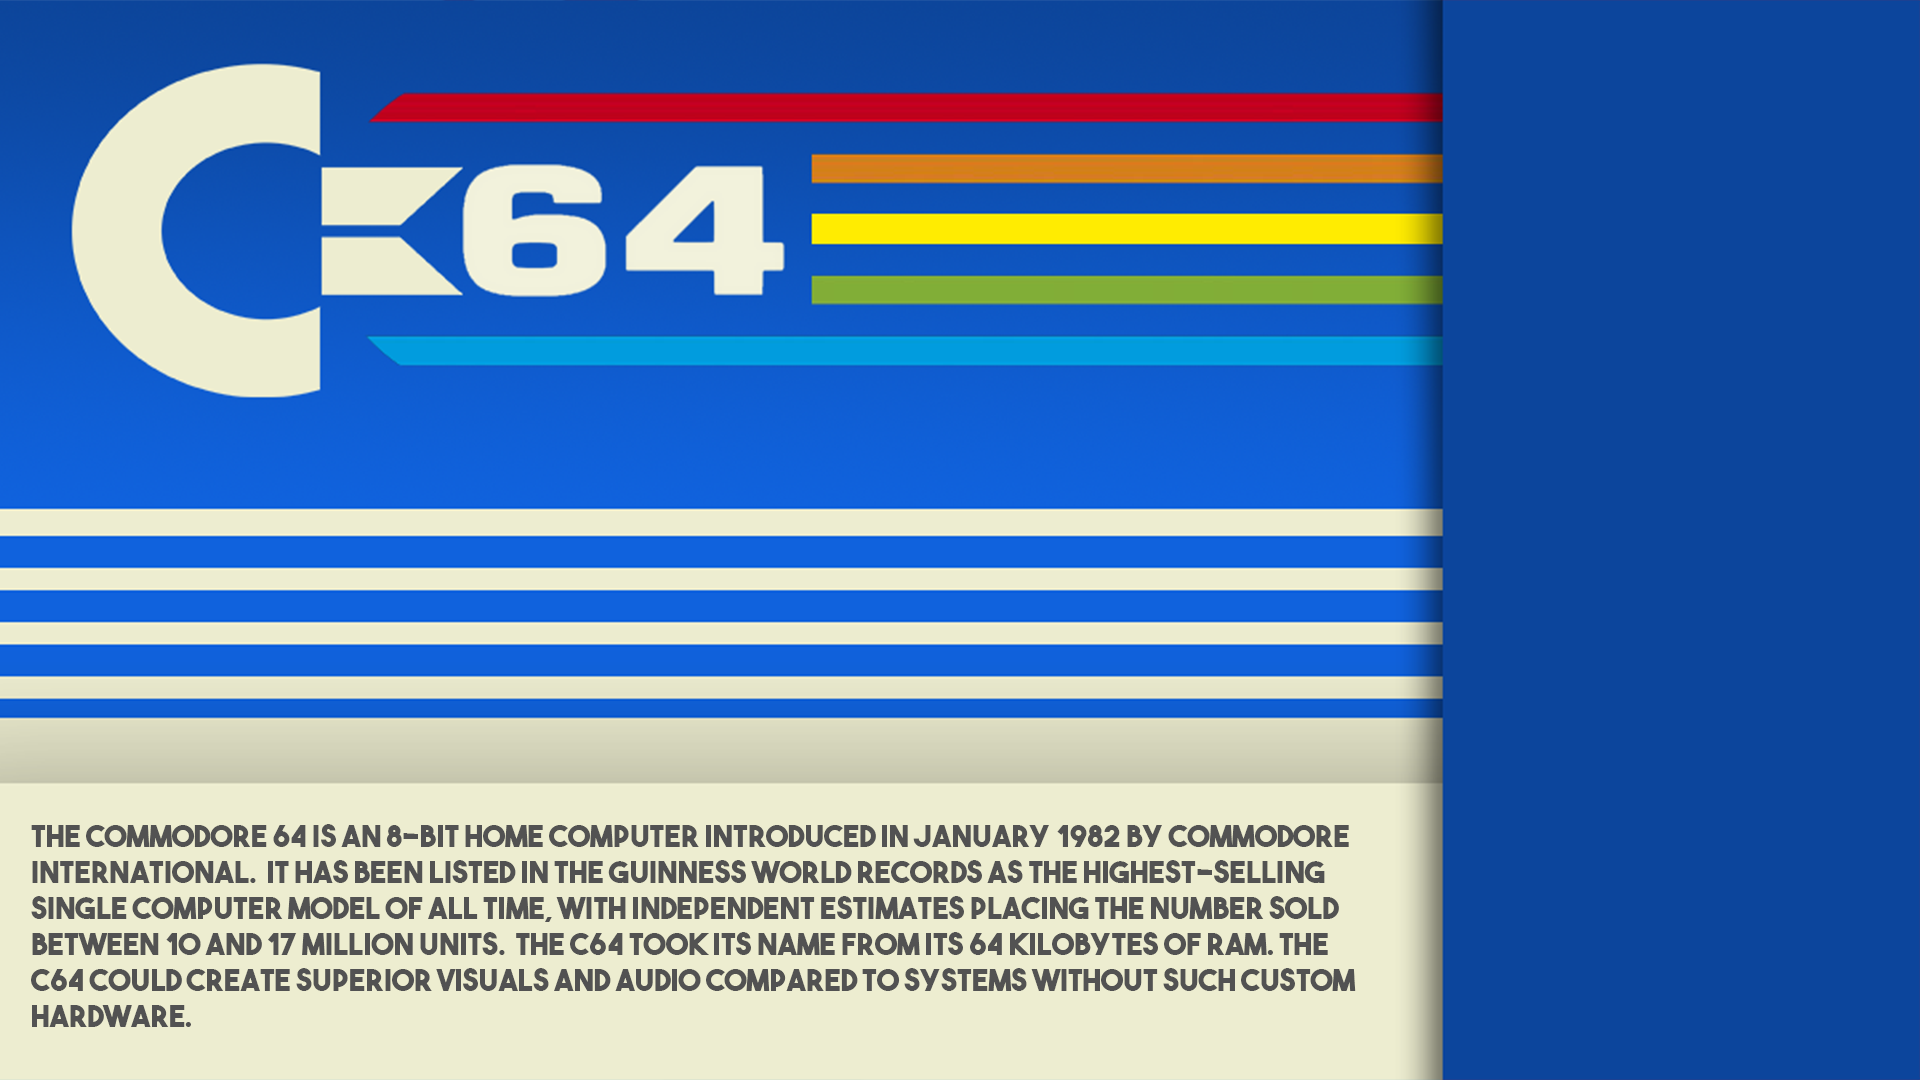 C64
THE COMMODORE 64 IS AN 8-BIT HOME COMPUTER INTRODUCED IN JANUARY 1982 BY COMMODORE
INTERNATIONAL. IT HAS BEEN LISTED IN THE GUINNESS WORLD RECORDS AS THE HIGHEST-SELLING
SINGLE COMPUTER MODEL OF ALL TIME, WITH INDEPENDENT ESTIMATES PLACING THE NUMBER SOLD
BETWEEN 10 AND 17 MILLION UNITS. THE C64 TOOK ITS NAME FROM ITS 64 KILOBYTES OF RAM. THE
C64 COULD CREATE SUPERIOR VISUALS AND AUDIO COMPARED TO SYSTEMS WITHOUT SUCH CUSTOM
HARDWARE.